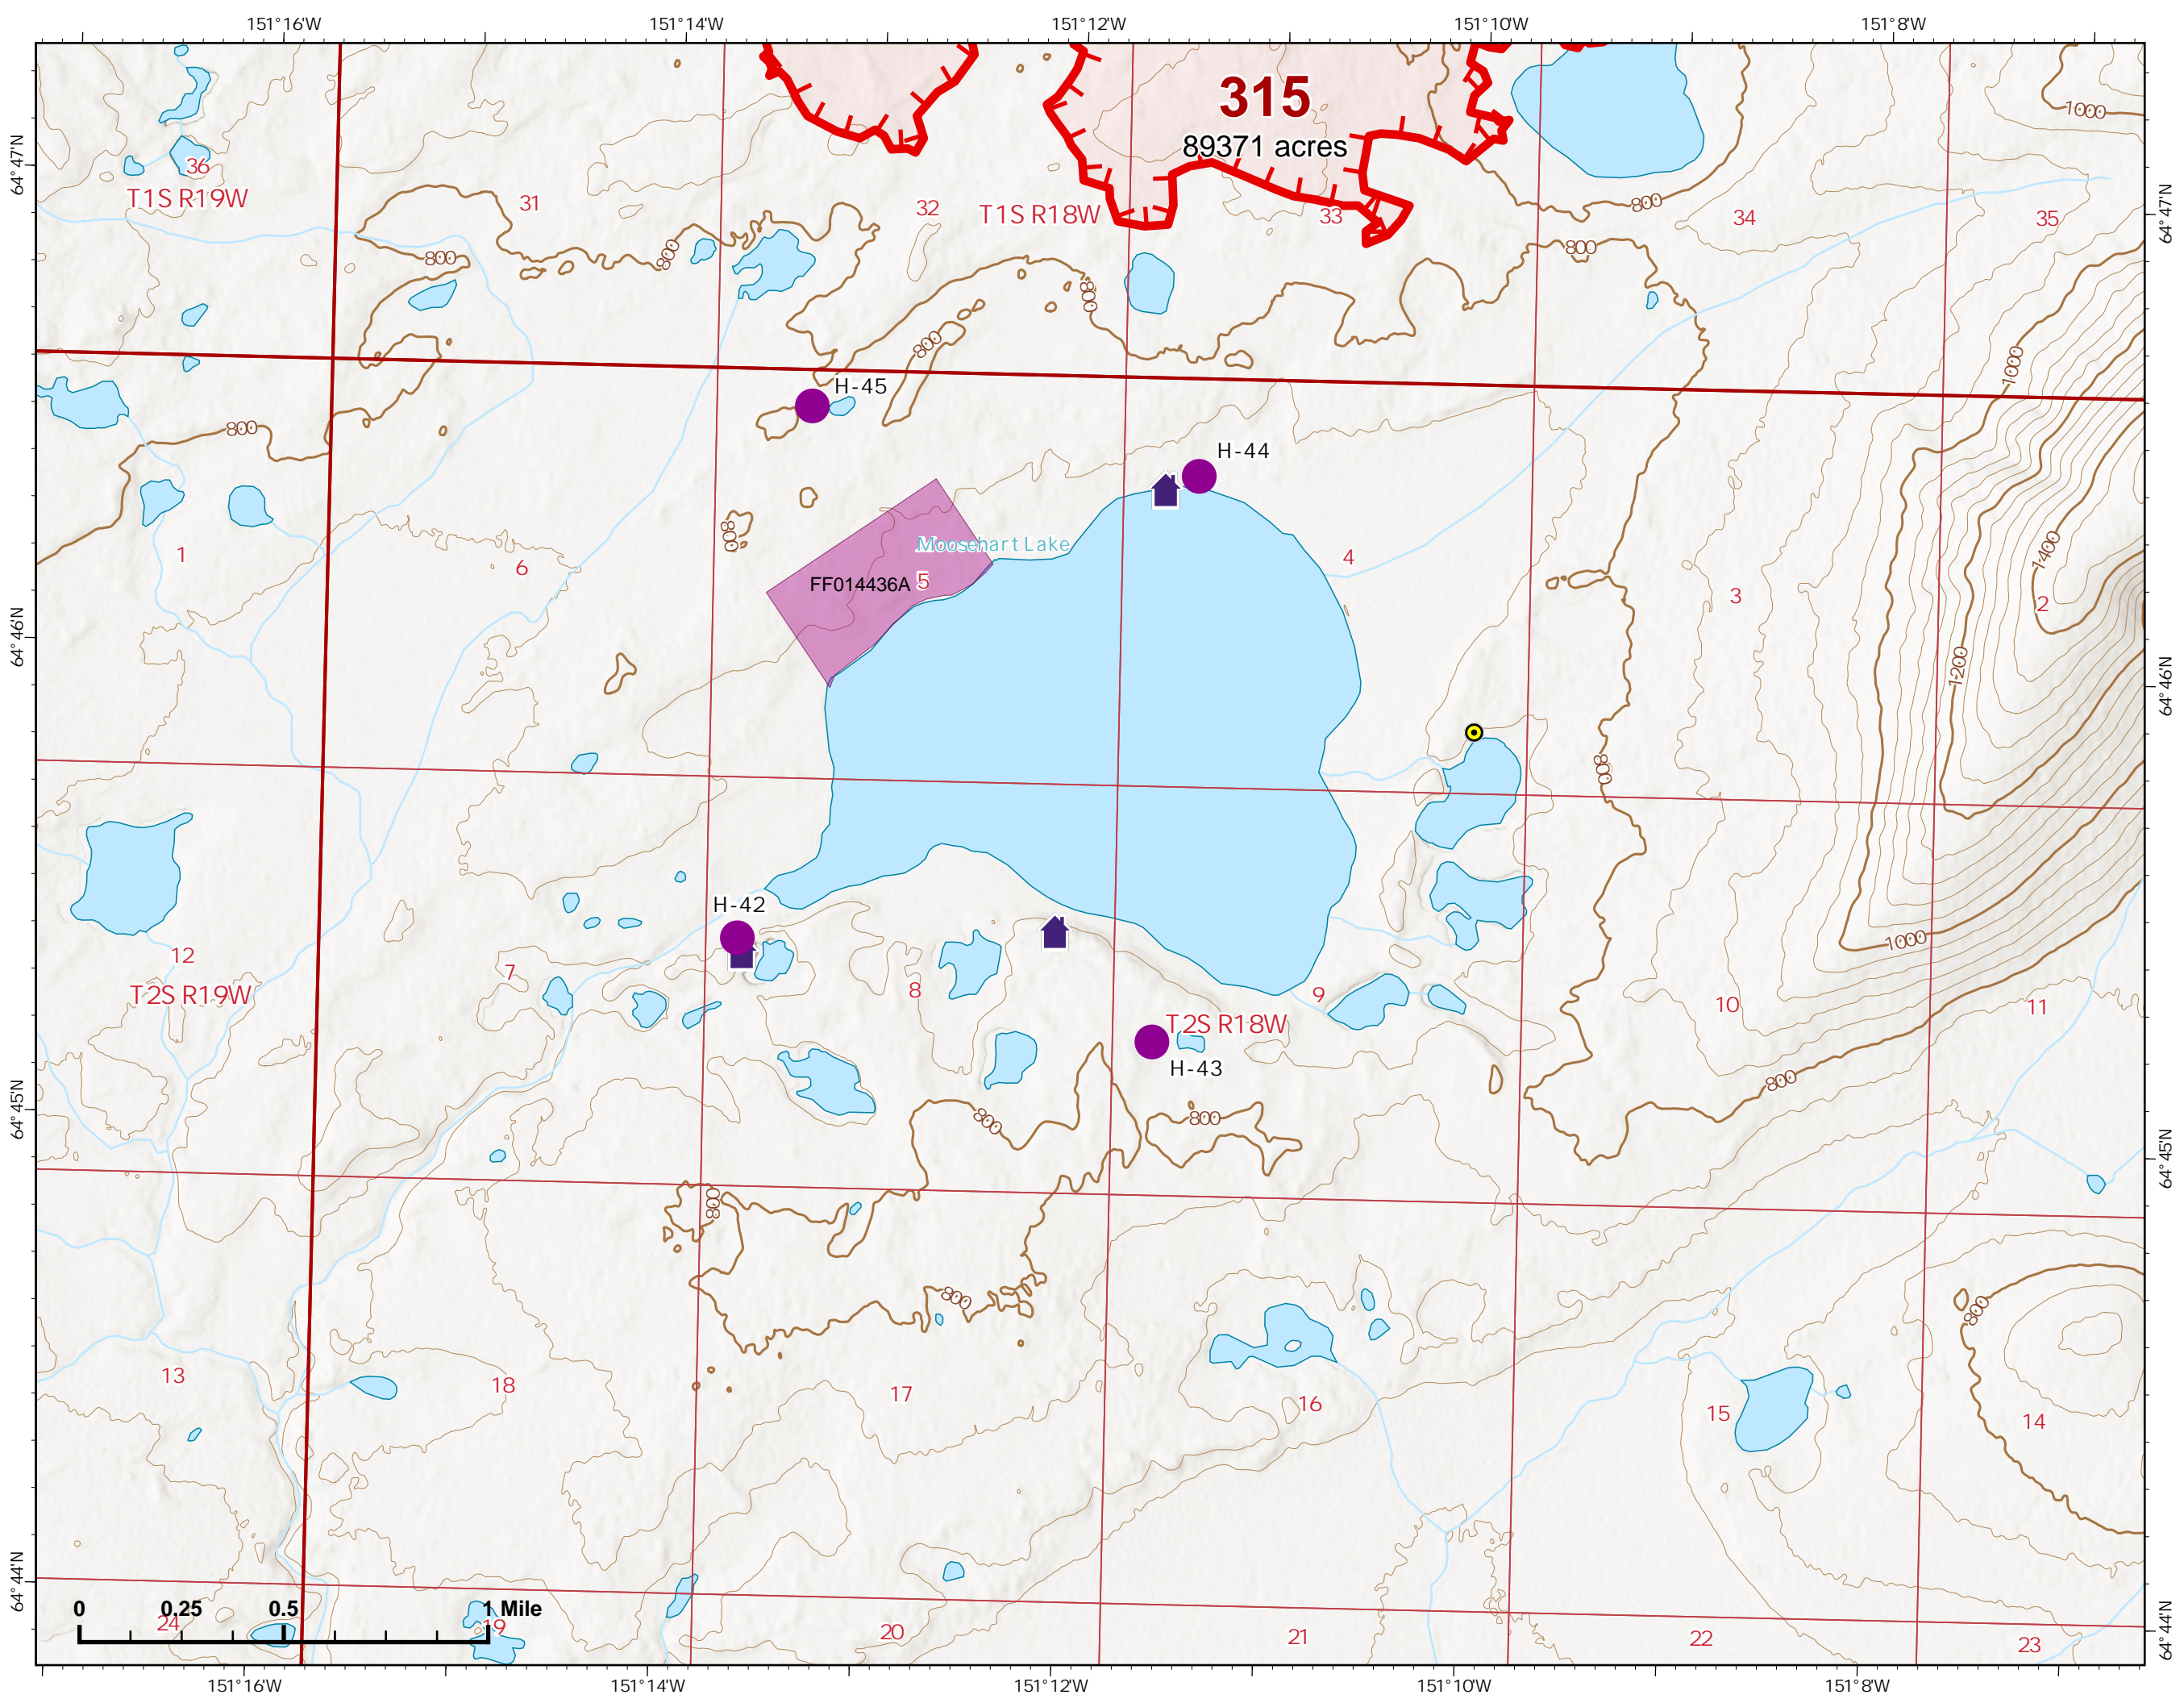 151°16'W 151°14'W 151°12'W 151°10'W 151°8'W
1000
315
89371 acres
64°47'N
36
T1S R19W
31
32
T1S R18W
33
800
34
35
64°47'N
800
800
800
800
800
1000
H-45
800
H-44
800
1400
Moosehart Lake
1
6
FF014436A
5
4
3
2
64°46'N
64°46'N
1200
800
H-42
1000
12
7
8
9
10
11
T2S R19W
T2S R18W
H-43
800
64°45'N
800
800
64°45'N
800
800
800
13
18
17
16
15
14
64°44'N
0 0.25 0.5 1 Mile
24
19
20
21
22
23
64°44'N
151°16'W 151°14'W 151°12'W 151°10'W 151°8'W